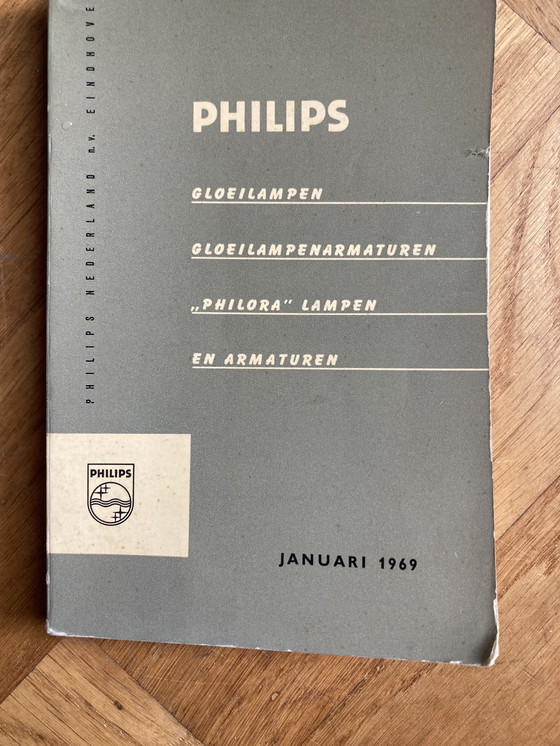 PHILIPS NEDERLAND n.v. EINDHOVE
PHILIPS
GLOEILAMPEN
GLOEILAMPENARMATUREN
„PHILORA” LAMPEN
EN ARMATUREN
PHILIPS
JANUARI 1969